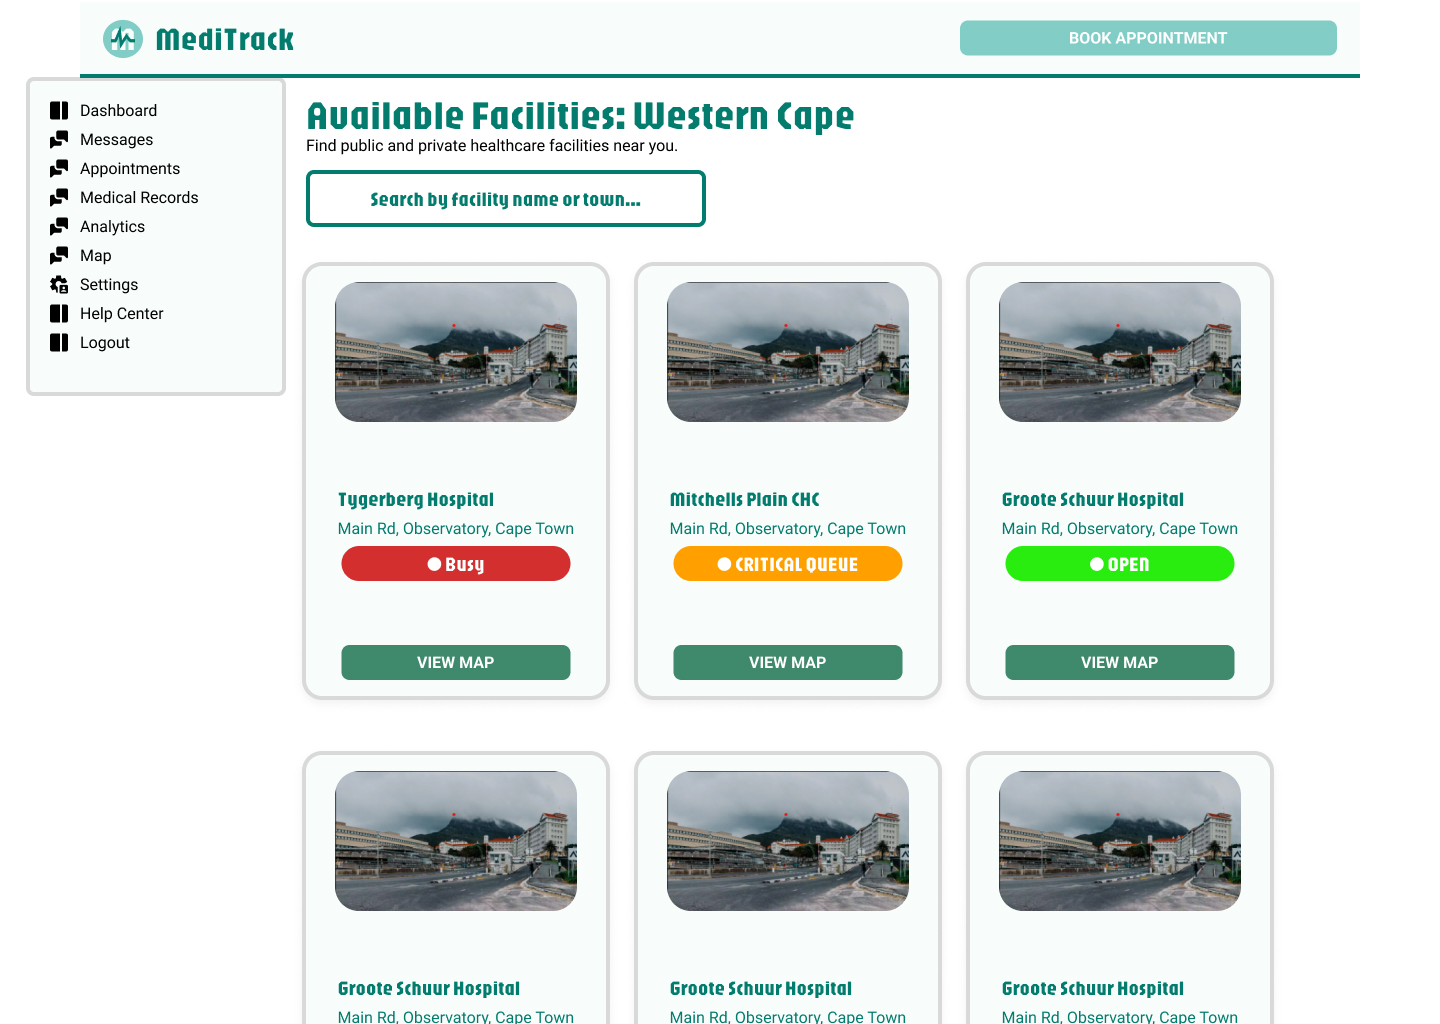 MediTrack
BOOK APPOINTMENT
Dashboard
Messages
Appointments
Medical Records
Analytics
Map
Settings
Help Center
Logout
Available Facilities: Western Cape
Find public and private healthcare facilities near you.
Search by facility name or town...
Tygerberg Hospital
Main Rd, Observatory, Cape Town
Busy
VIEW MAP
Mitchells Plain CHC
Main Rd, Observatory, Cape Town
CRITICAL QUEUE
VIEW MAP
Groote Schuur Hospital
Main Rd, Observatory, Cape Town
OPEN
VIEW MAP
Groote Schuur Hospital
Main Rd, Observatory, Cape Town
Groote Schuur Hospital
Main Rd, Observatory, Cape Town
Groote Schuur Hospital
Main Rd, Observatory, Cape Town